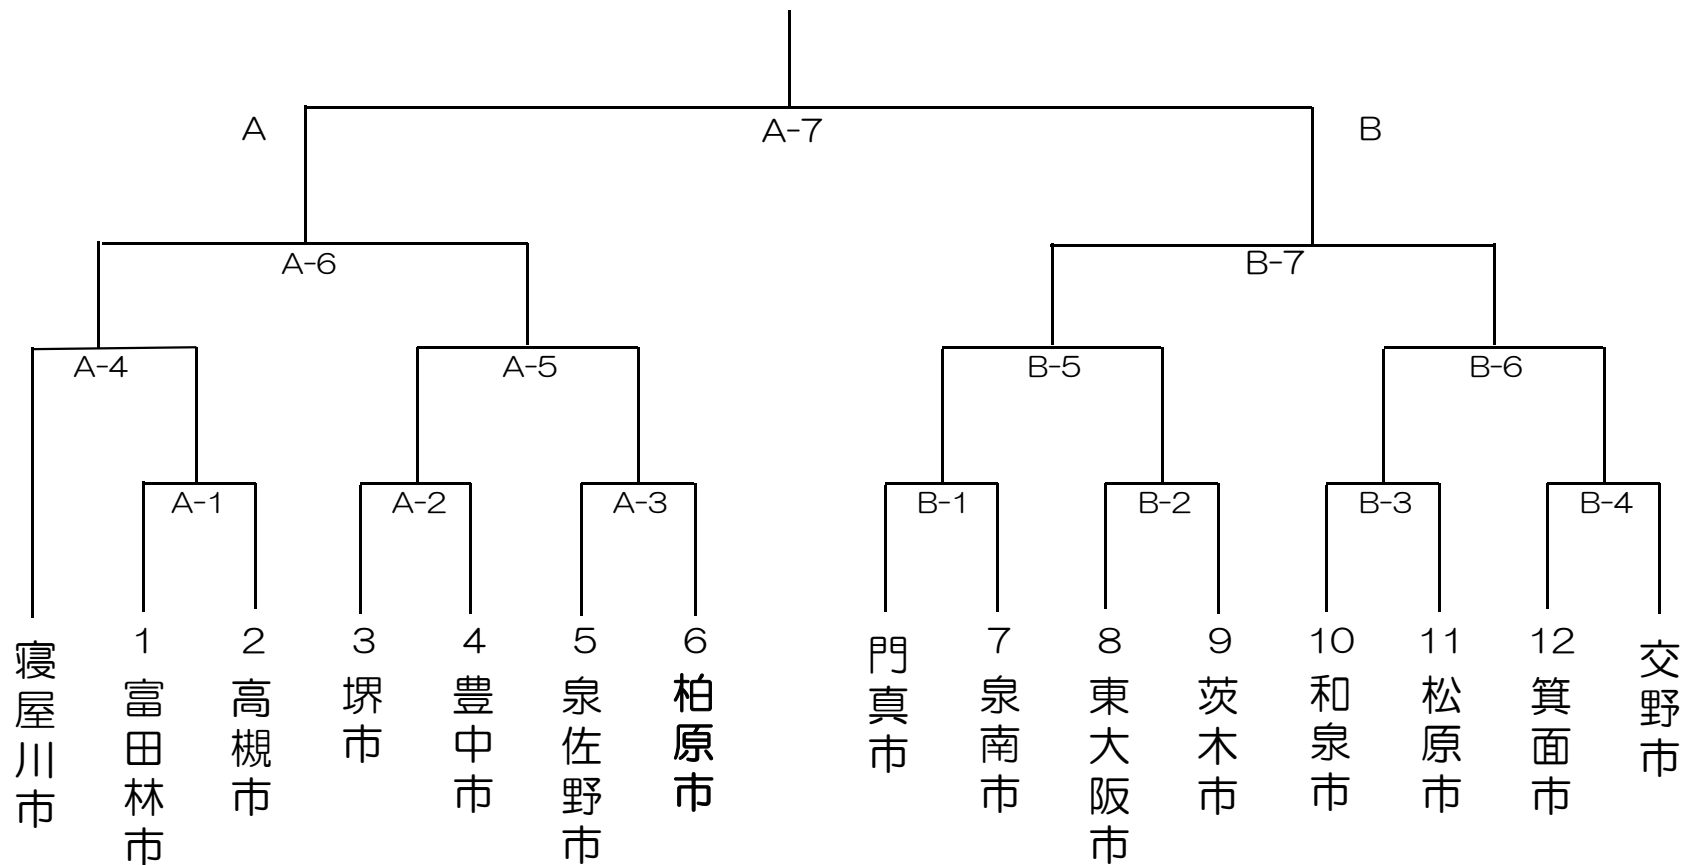 A
A-7
B
A-6
B-7
A-4
A-5
B-5
B-6
A-1
A-2
A-3
B-1
B-2
B-3
B-4
寝屋川市
1
富田林市
2
高槻市
3
堺市
4
豊中市
5
泉佐野市
6
柏原市
門真市
7
泉南市
8
東大阪市
9
茨木市
10
和泉市
11
松原市
12
箕面市
交野市